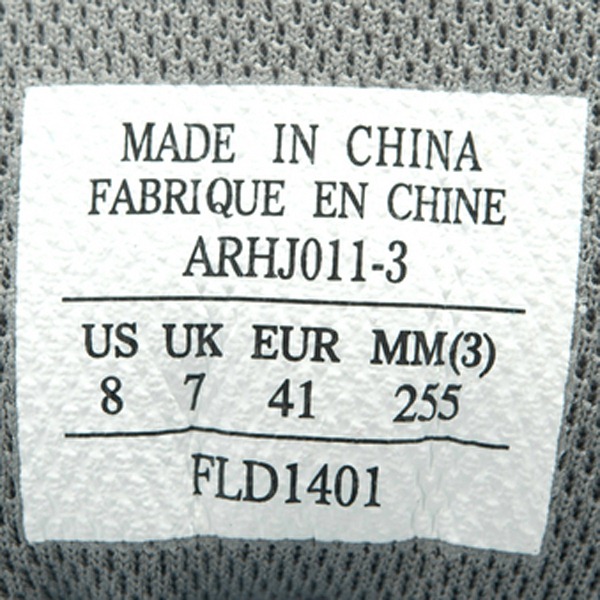 MADE IN CHINA
FABRIQUE EN CHINE
ARHJ011-3
US UK EUR MM(3)
8 7 41 255
FLD1401